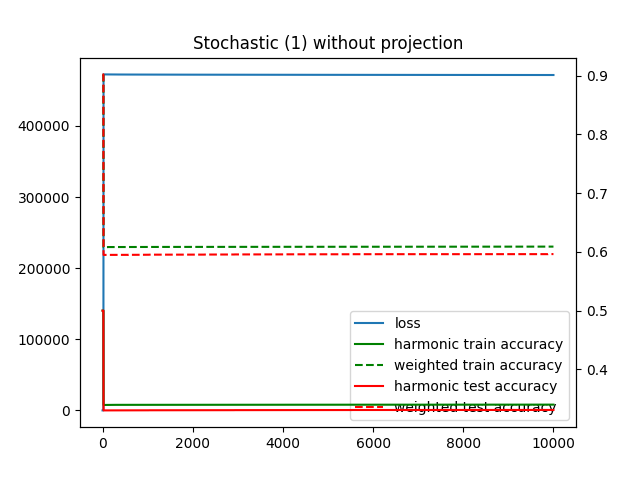 Stochastic (1) without projection
400000
300000
200000
100000
0
0.9
0.8
0.7
0.6
0.5
0.4
loss
harmonic train accuracy
weighted train accuracy
harmonic test accuracy
weighted test accuracy
0 2000 4000 6000 8000 10000